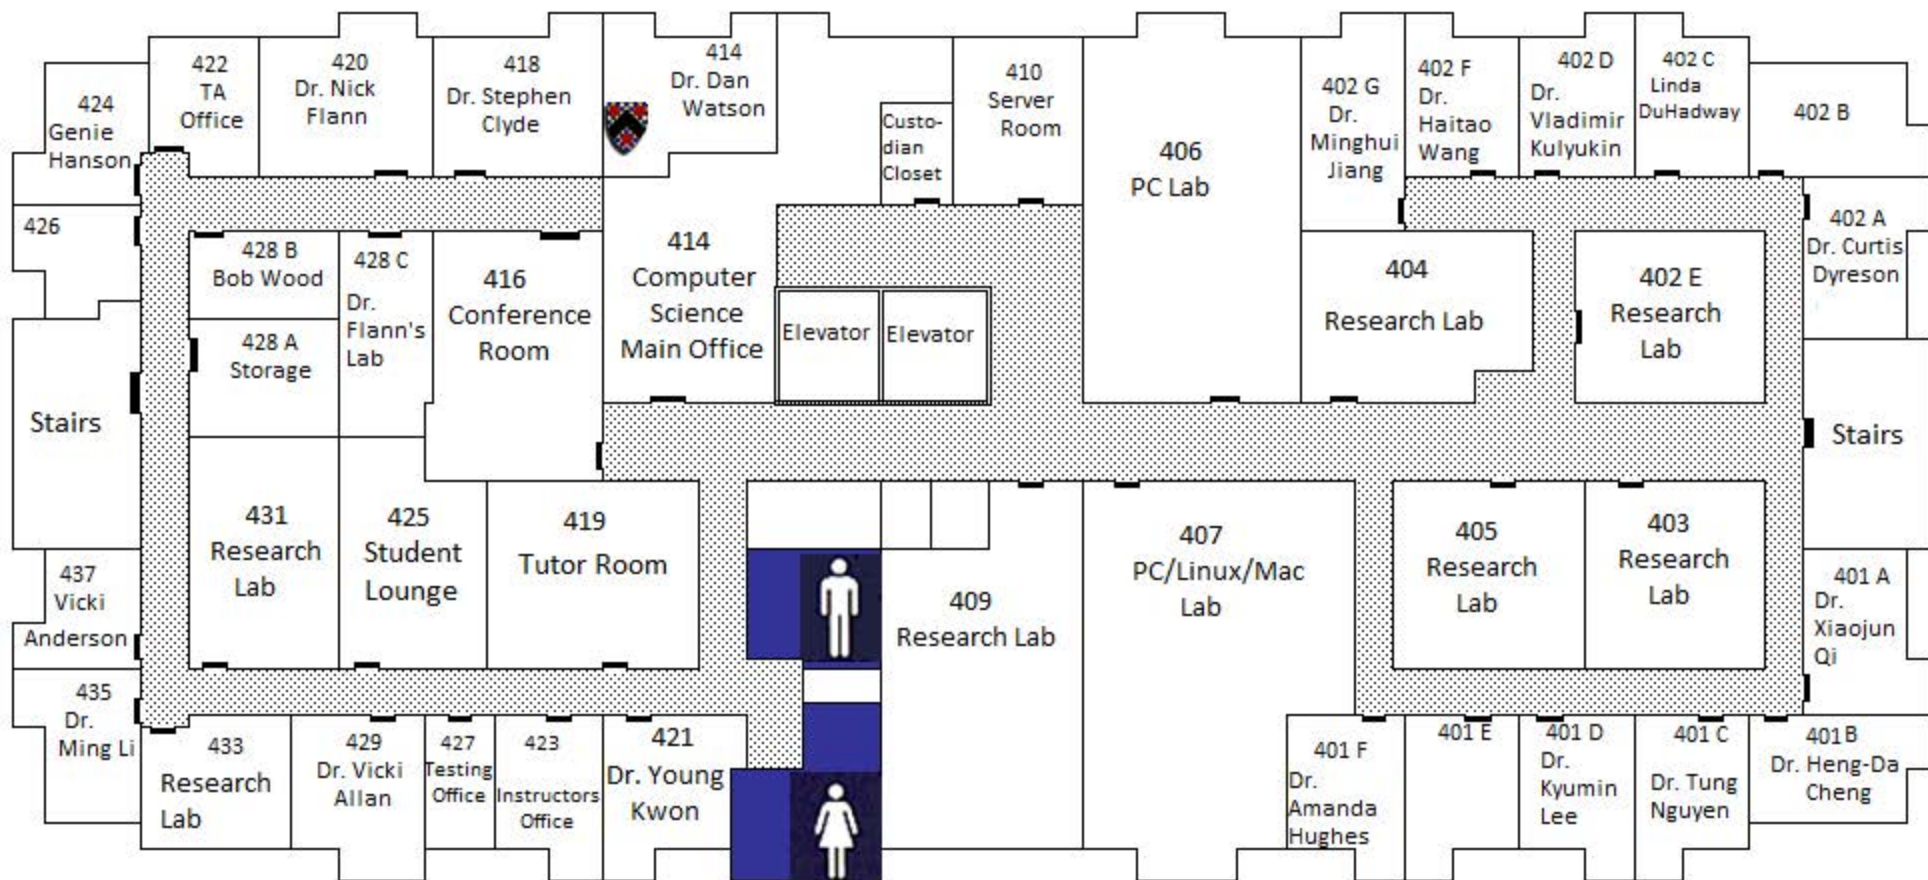 422
TA
Office
420
Dr. Nick
Flann
418
Dr. Stephen
Clyde
414
Dr. Dan
Watson
Custo-
dian
Closet
410
Server
Room
406
PC Lab
402 G
Dr.
Minghui
Jiang
402 F
Dr.
Haitao
Wang
402 D
Dr.
Vladimir
Kulyukin
402 C
Linda
DuHadway
402 B
424
Genie
Hanson
426
428 B
Bob Wood
428 A
Storage
428 C
Dr.
Flann's
Lab
416
Conference
Room
414
Computer
Science
Main Office
Elevator
Elevator
404
Research Lab
402 E
Research
Lab
402 A
Dr. Curtis
Dyreson
Stairs
Stairs
431
Research
Lab
425
Student
Lounge
419
Tutor Room
409
Research Lab
407
PC/Linux/Mac
Lab
405
Research
Lab
403
Research
Lab
401 A
Dr.
Xiaojun
Qi
437
Vicki
Anderson
435
Dr.
Ming Li
433
Research
Lab
429
Dr. Vicki
Allan
427
Testing
Office
423
Instructors
Office
421
Dr. Young
Kwon
401 F
Dr.
Amanda
Hughes
401 E
401 D
Dr.
Kyumin
Lee
401 C
Dr. Tung
Nguyen
401 B
Dr. Heng-Da
Cheng